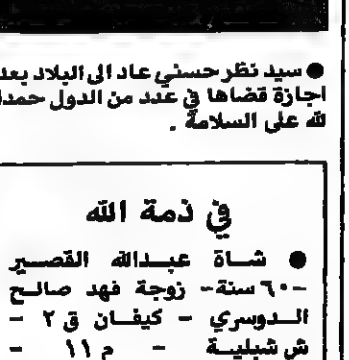 ● سيد نظر حسني عاد الى البلاد بعد
اجازة قضاها في عدد من الدول حمدا
لله على السلامة .
في ذمة الله
● شاة عبدالله القصير
-٦٠ سنة- زوجة فهد صالح
الدوسري - كيفان ق ٢ -
ش شبلية - م ١١ -